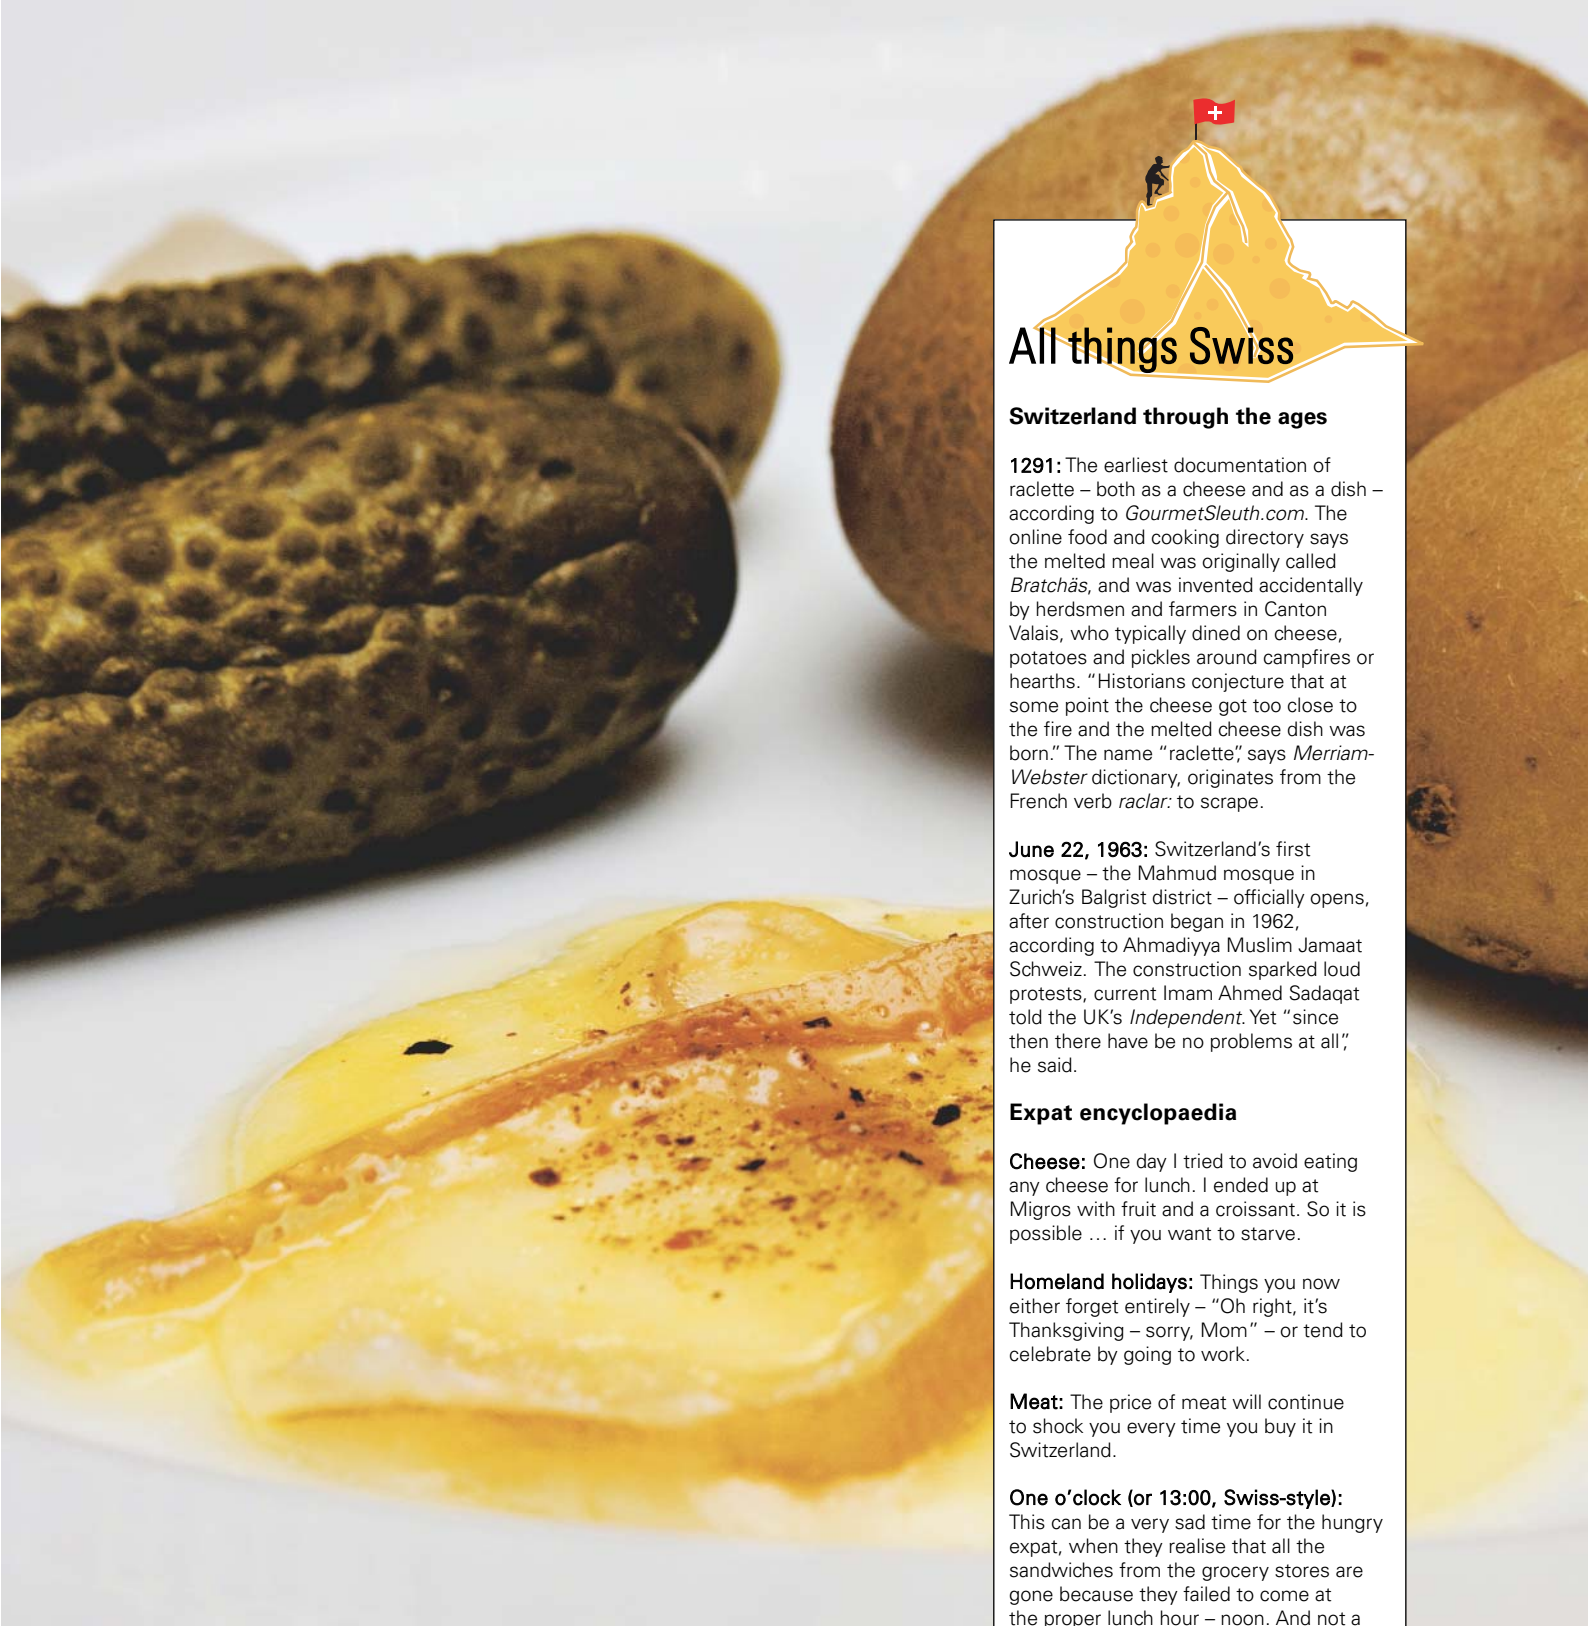 All things Swiss
Switzerland through the ages
1291: The earliest documentation of
raclette – both as a cheese and as a dish –
according to GourmetSleuth.com. The
online food and cooking directory says
the melted meal was originally called
Bratchäs, and was invented accidentally
by herdsmen and farmers in Canton
Valais, who typically dined on cheese,
potatoes and pickles around campfires or
hearths. “Historians conjecture that at
some point the cheese got too close to
the fire and the melted cheese dish was
born.” The name “raclette”, says Merriam-
Webster dictionary, originates from the
French verb raclar: to scrape.
June 22, 1963: Switzerland’s first
mosque – the Mahmud mosque in
Zurich’s Balgrist district – officially opens,
after construction began in 1962,
according to Ahmadiyya Muslim Jamaat
Schweiz. The construction sparked loud
protests, current Imam Ahmed Sadaqat
told the UK’s Independent. Yet “since
then there have be no problems at all”,
he said.
Expat encyclopaedia
Cheese: One day I tried to avoid eating
any cheese for lunch. I ended up at
Migros with fruit and a croissant. So it is
possible … if you want to starve.
Homeland holidays: Things you now
either forget entirely – “Oh right, it’s
Thanksgiving – sorry, Mom” – or tend to
celebrate by going to work.
Meat: The price of meat will continue
to shock you every time you buy it in
Switzerland.
One o’clock (or 13:00, Swiss-style):
This can be a very sad time for the hungry
expat, when they realise that all the
sandwiches from the grocery stores are
gone because they failed to come at
the proper lunch hour – noon. And not a